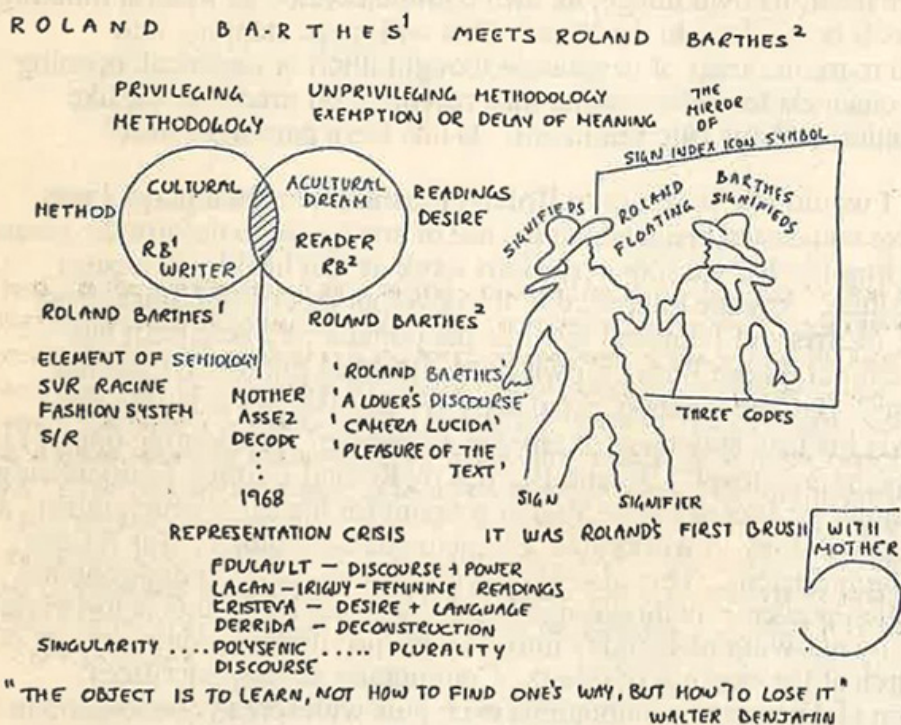 ROLAND BARTHES¹ MEETS ROLAND BARTHES²
PRIVILEGING METHODOLOGY
UNPRIVILEGING METHODOLOGY
EXEMPTION OR DELAY OF MEANING
THE MIRROR OF
SIGN INDEX ICON SYMBOL
METHOD
CULTURAL
RB¹
WRITER
ACULTURAL
DREAM
READER
RB²
READINGS
DESIRE
SIGNIFIEDS
ROLAND
FLOATING
BARTHES
SIGNIFIEDS
ROLAND BARTHES¹
ROLAND BARTHES²
ELEMENT OF SEMIOLOGY
SUR RACINE
FASHION SYSTEM
S/R
MOTHER
ASSEZ
DECODE
1968
'ROLAND BARTHES'
'A LOVER'S DISCOURSE'
'CAMERA LUCIDA'
'PLEASURE OF THE
TEXT'
THREE CODES
SIGN
SIGNIFIER
REPRESENTATION CRISIS
IT WAS ROLAND'S FIRST BRUSH WITH
MOTHER
FOULAULT — DISCOURSE + POWER
LACAN-IRIGUY-FEMININE READINGS
KRISTEVA — DESIRE + LANGUAGE
DERRIDA — DECONSTRUCTION
SINGULARITY ....POLYSENIC ..... PLURALITY
DISCOURSE
"THE OBJECT IS TO LEARN, NOT HOW TO FIND ONE'S WAY, BUT HOW TO LOSE IT"
WALTER BENJAMIN